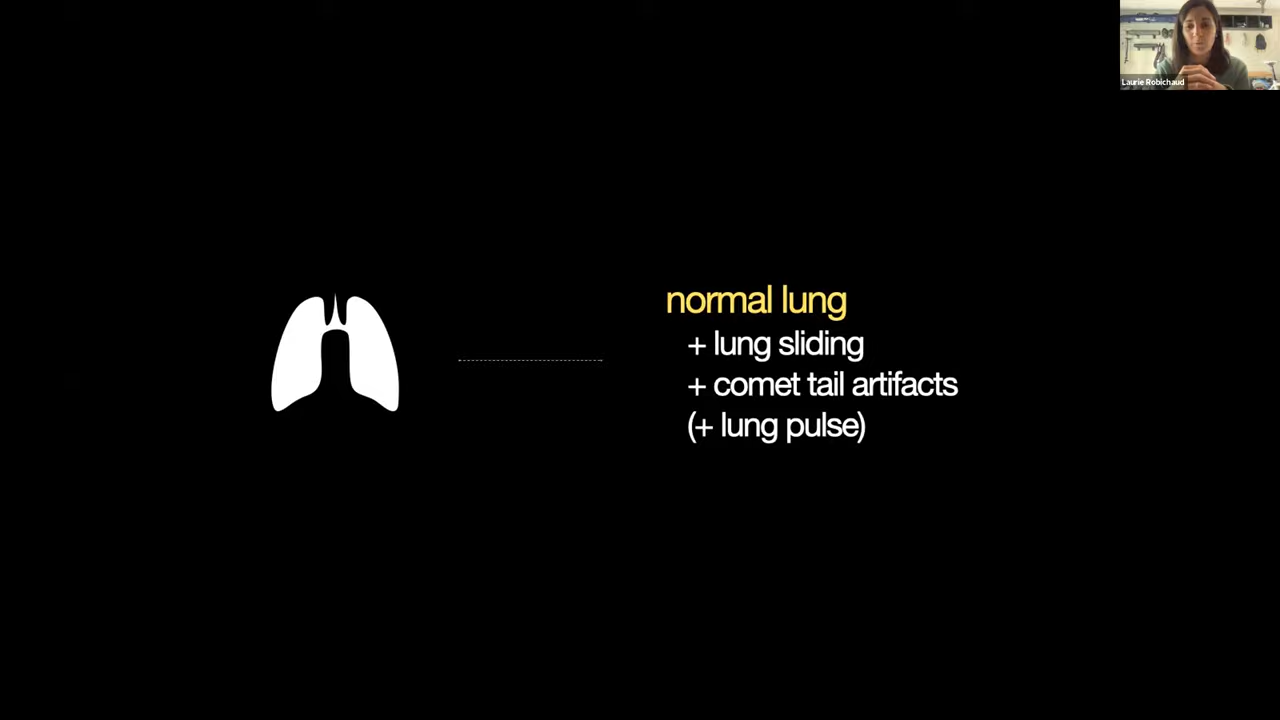 Laurie Robichaud
normal lung
+ lung sliding
+ comet tail artifacts
(+ lung pulse)